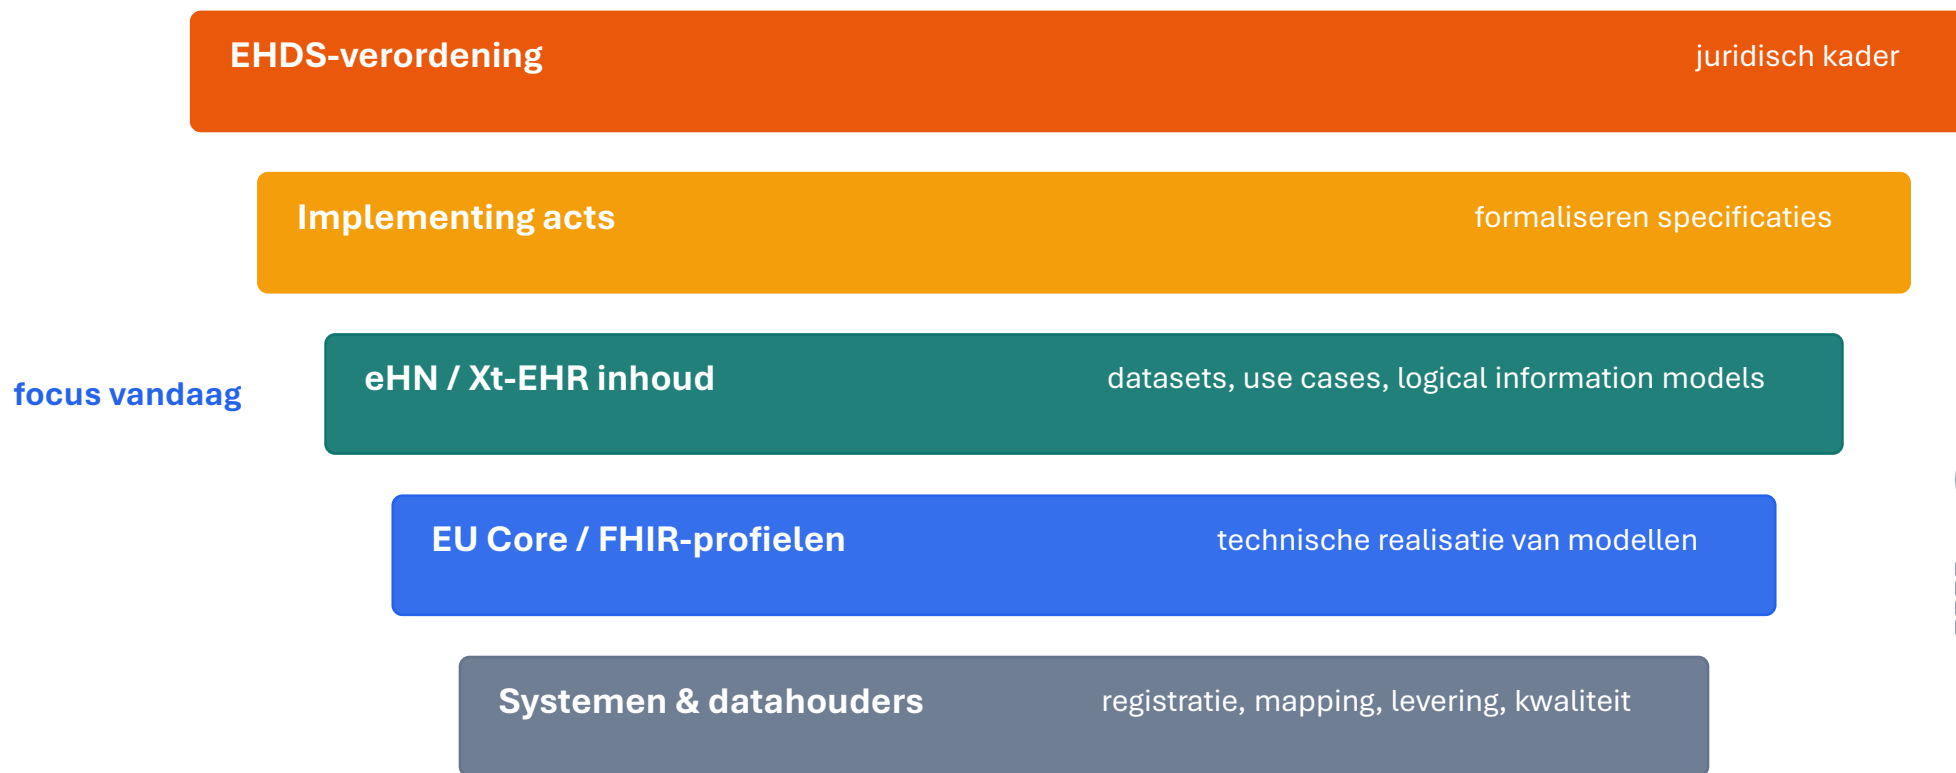 EHDS-verordening juridisch kader
Implementing acts formaliseren specificaties
focus vandaag
eHN / Xt-EHR inhoud datasets, use cases, logical information models
EU Core / FHIR-profielen technische realisatie van modellen
Systemen & datahouders registratie, mapping, levering, kwaliteit